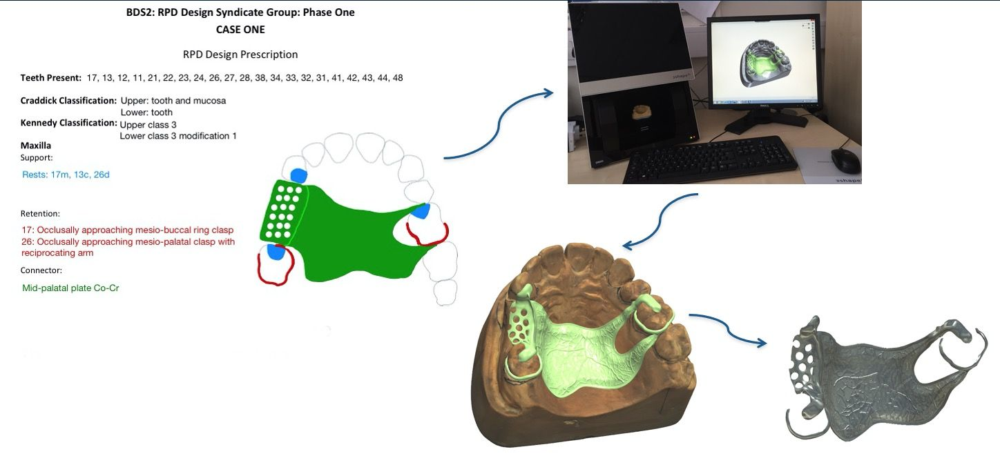 BDS2: RPD Design Syndicate Group: Phase One
CASE ONE
RPD Design Prescription
Teeth Present: 17, 13, 12, 11, 21, 22, 23, 24, 26, 27, 28, 38, 34, 33, 32, 31, 41, 42, 43, 44, 48
Craddick Classification: Upper: tooth and mucosa
Lower: tooth
Kennedy Classification: Upper class 3
Lower class 3 modification 1
Maxilla
Support:
Rests: 17m, 13c, 26d
Retention:
17: Occlusally approaching mesio-buccal ring clasp
26: Occlusally approaching mesio-palatal clasp with
reciprocating arm
Connector:
Mid-palatal plate Co-Cr
3shape
DELL
3shape